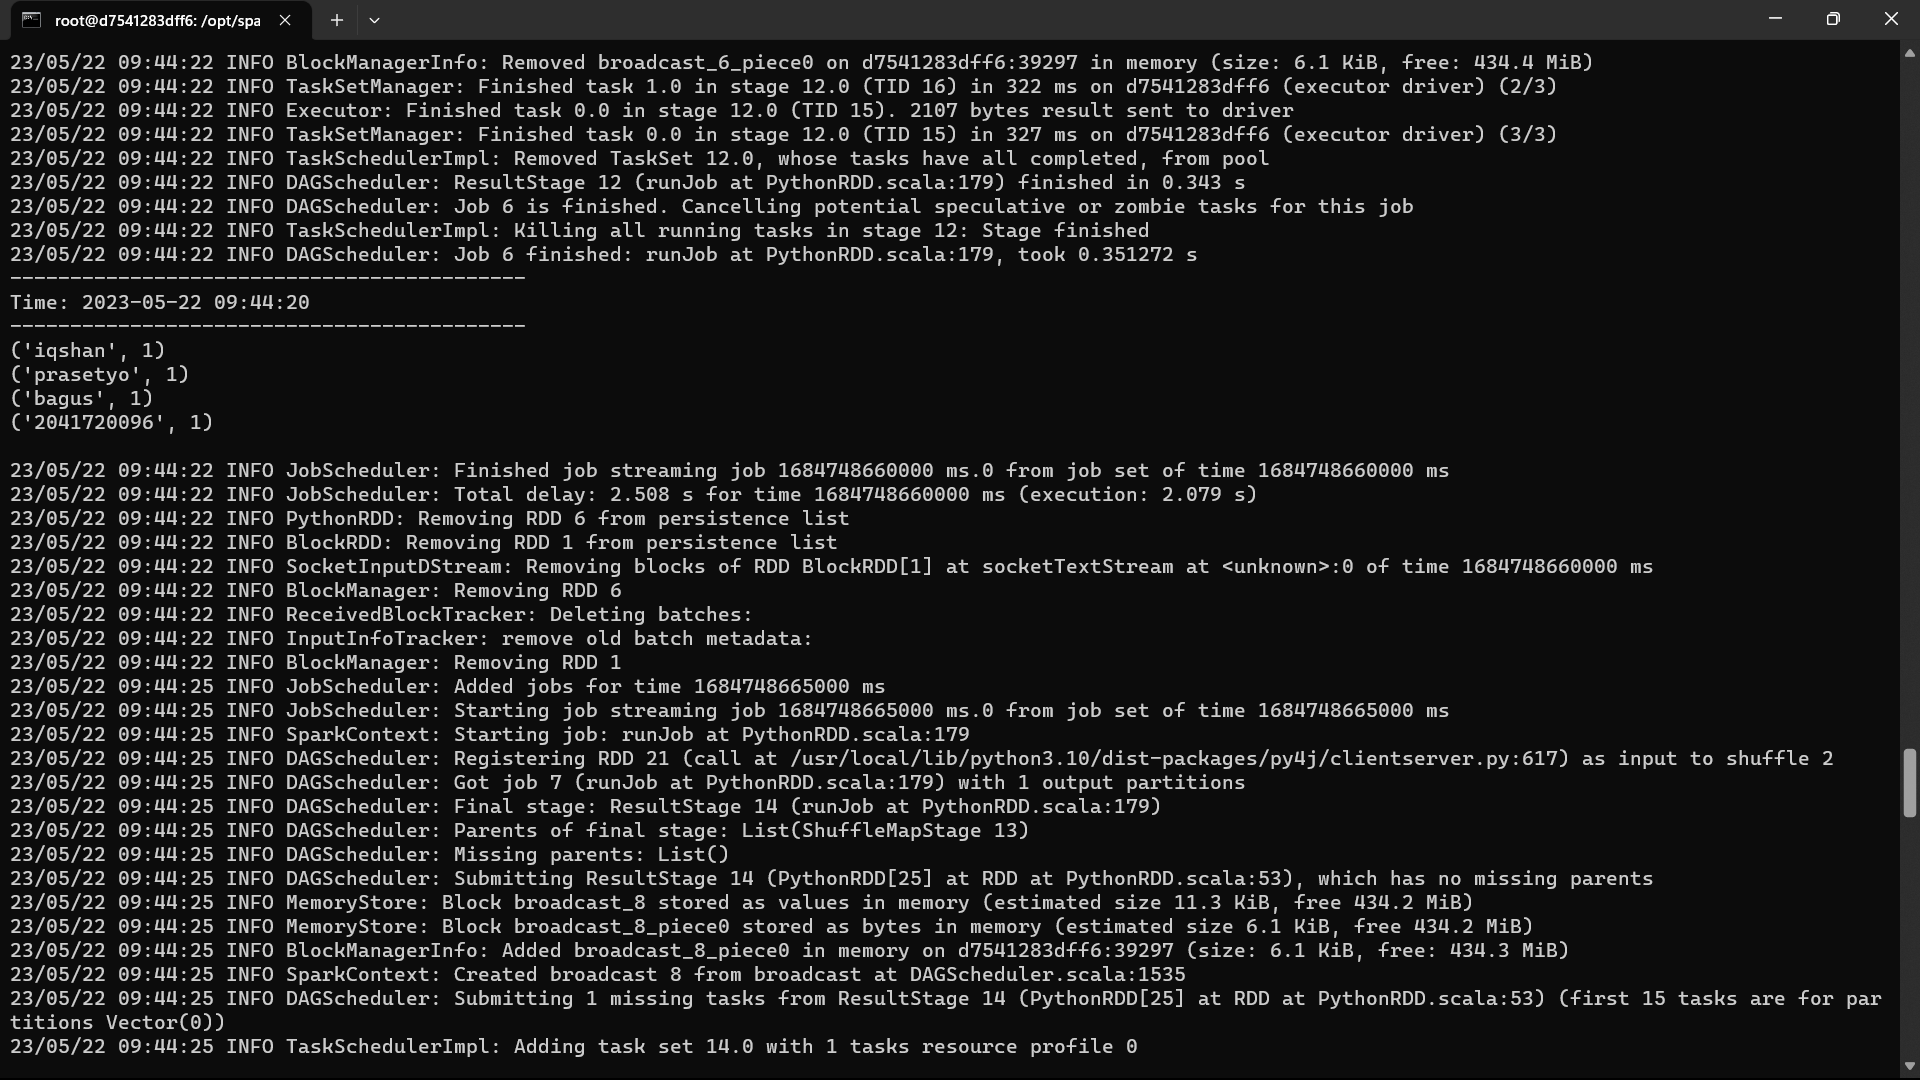 root@d7541283dff6: /opt/spa
23/05/22 09:44:22 INFO BlockManagerInfo: Removed broadcast_6_piece0 on d7541283dff6:39297 in memory (size: 6.1 KiB, free: 434.4 MiB)
23/05/22 09:44:22 INFO TaskSetManager: Finished task 1.0 in stage 12.0 (TID 16) in 322 ms on d7541283dff6 (executor driver) (2/3)
23/05/22 09:44:22 INFO Executor: Finished task 0.0 in stage 12.0 (TID 15). 2107 bytes result sent to driver
23/05/22 09:44:22 INFO TaskSetManager: Finished task 0.0 in stage 12.0 (TID 15) in 327 ms on d7541283dff6 (executor driver) (3/3)
23/05/22 09:44:22 INFO TaskSchedulerImpl: Removed TaskSet 12.0, whose tasks have all completed, from pool
23/05/22 09:44:22 INFO DAGScheduler: ResultStage 12 (runJob at PythonRDD.scala:179) finished in 0.343 s
23/05/22 09:44:22 INFO DAGScheduler: Job 6 is finished. Cancelling potential speculative or zombie tasks for this job
23/05/22 09:44:22 INFO TaskSchedulerImpl: Killing all running tasks in stage 12: Stage finished
23/05/22 09:44:22 INFO DAGScheduler: Job 6 finished: runJob at PythonRDD.scala:179, took 0.351272 s
-------------------------------------------
Time: 2023-05-22 09:44:20
-------------------------------------------
('iqshan', 1)
('prasetyo', 1)
('bagus', 1)
('2041720096', 1)
23/05/22 09:44:22 INFO JobScheduler: Finished job streaming job 1684748660000 ms.0 from job set of time 1684748660000 ms
23/05/22 09:44:22 INFO JobScheduler: Total delay: 2.508 s for time 1684748660000 ms (execution: 2.079 s)
23/05/22 09:44:22 INFO PythonRDD: Removing RDD 6 from persistence list
23/05/22 09:44:22 INFO BlockRDD: Removing RDD 1 from persistence list
23/05/22 09:44:22 INFO SocketInputDStream: Removing blocks of RDD BlockRDD[1] at socketTextStream at <unknown>:0 of time 1684748660000 ms
23/05/22 09:44:22 INFO BlockManager: Removing RDD 6
23/05/22 09:44:22 INFO ReceivedBlockTracker: Deleting batches:
23/05/22 09:44:22 INFO InputInfoTracker: remove old batch metadata:
23/05/22 09:44:22 INFO BlockManager: Removing RDD 1
23/05/22 09:44:25 INFO JobScheduler: Added jobs for time 1684748665000 ms
23/05/22 09:44:25 INFO JobScheduler: Starting job streaming job 1684748665000 ms.0 from job set of time 1684748665000 ms
23/05/22 09:44:25 INFO SparkContext: Starting job: runJob at PythonRDD.scala:179
23/05/22 09:44:25 INFO DAGScheduler: Registering RDD 21 (call at /usr/local/lib/python3.10/dist-packages/py4j/clientserver.py:617) as input to shuffle 2
23/05/22 09:44:25 INFO DAGScheduler: Got job 7 (runJob at PythonRDD.scala:179) with 1 output partitions
23/05/22 09:44:25 INFO DAGScheduler: Final stage: ResultStage 14 (runJob at PythonRDD.scala:179)
23/05/22 09:44:25 INFO DAGScheduler: Parents of final stage: List(ShuffleMapStage 13)
23/05/22 09:44:25 INFO DAGScheduler: Missing parents: List()
23/05/22 09:44:25 INFO DAGScheduler: Submitting ResultStage 14 (PythonRDD[25] at RDD at PythonRDD.scala:53), which has no missing parents
23/05/22 09:44:25 INFO MemoryStore: Block broadcast_8 stored as values in memory (estimated size 11.3 KiB, free 434.2 MiB)
23/05/22 09:44:25 INFO MemoryStore: Block broadcast_8_piece0 stored as bytes in memory (estimated size 6.1 KiB, free 434.2 MiB)
23/05/22 09:44:25 INFO BlockManagerInfo: Added broadcast_8_piece0 in memory on d7541283dff6:39297 (size: 6.1 KiB, free: 434.3 MiB)
23/05/22 09:44:25 INFO SparkContext: Created broadcast 8 from broadcast at DAGScheduler.scala:1535
23/05/22 09:44:25 INFO DAGScheduler: Submitting 1 missing tasks from ResultStage 14 (PythonRDD[25] at RDD at PythonRDD.scala:53) (first 15 tasks are for par
titions Vector(0))
23/05/22 09:44:25 INFO TaskSchedulerImpl: Adding task set 14.0 with 1 tasks resource profile 0